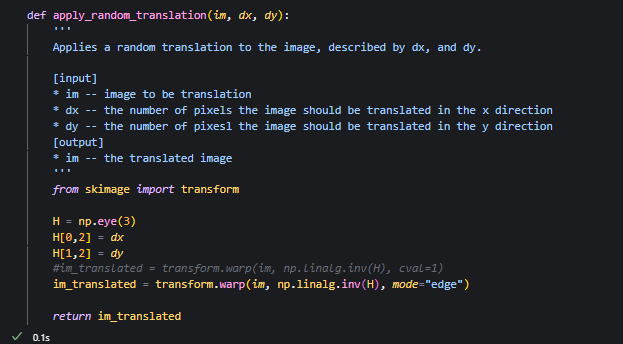 def apply_random_translation(im, dx, dy):
'''
Applies a random translation to the image, described by dx, and dy.
[input]
* im -- image to be translation
* dx -- the number of pixels the image should be translated in the x direction
* dy -- the number of pixesl the image should be translated in the y direction
[output]
* im -- the translated image
'''
from skimage import transform
H = np.eye(3)
H[0,2] = dx
H[1,2] = dy
#im_translated = transform.warp(im, np.linalg.inv(H), cval=1)
im_translated = transform.warp(im, np.linalg.inv(H), mode="edge")
return im_translated
0.1s